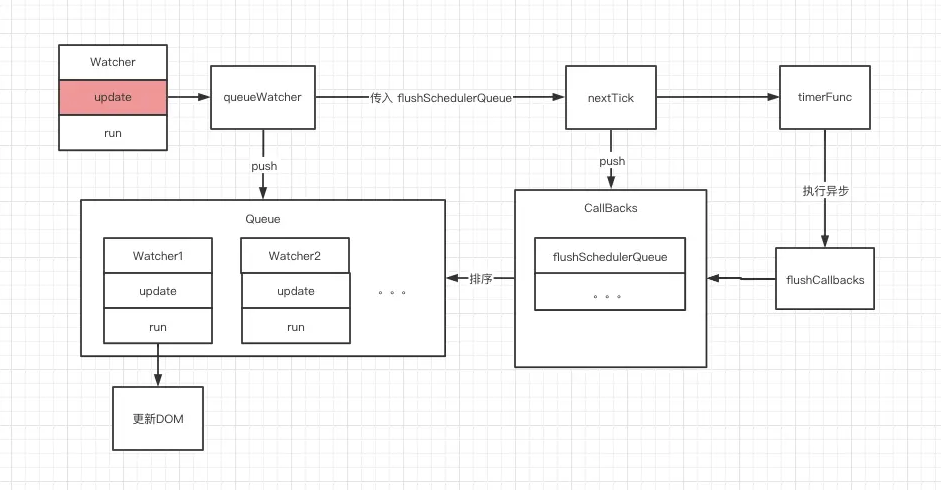 Watcher
update
run
queueWatcher
传入 flushSchedulerQueue
nextTick
timerFunc
push
push
执行异步
Queue
Watcher1
update
run
Watcher2
update
run
。。。
排序
CallBacks
flushSchedulerQueue
。。。
flushCallbacks
更新DOM